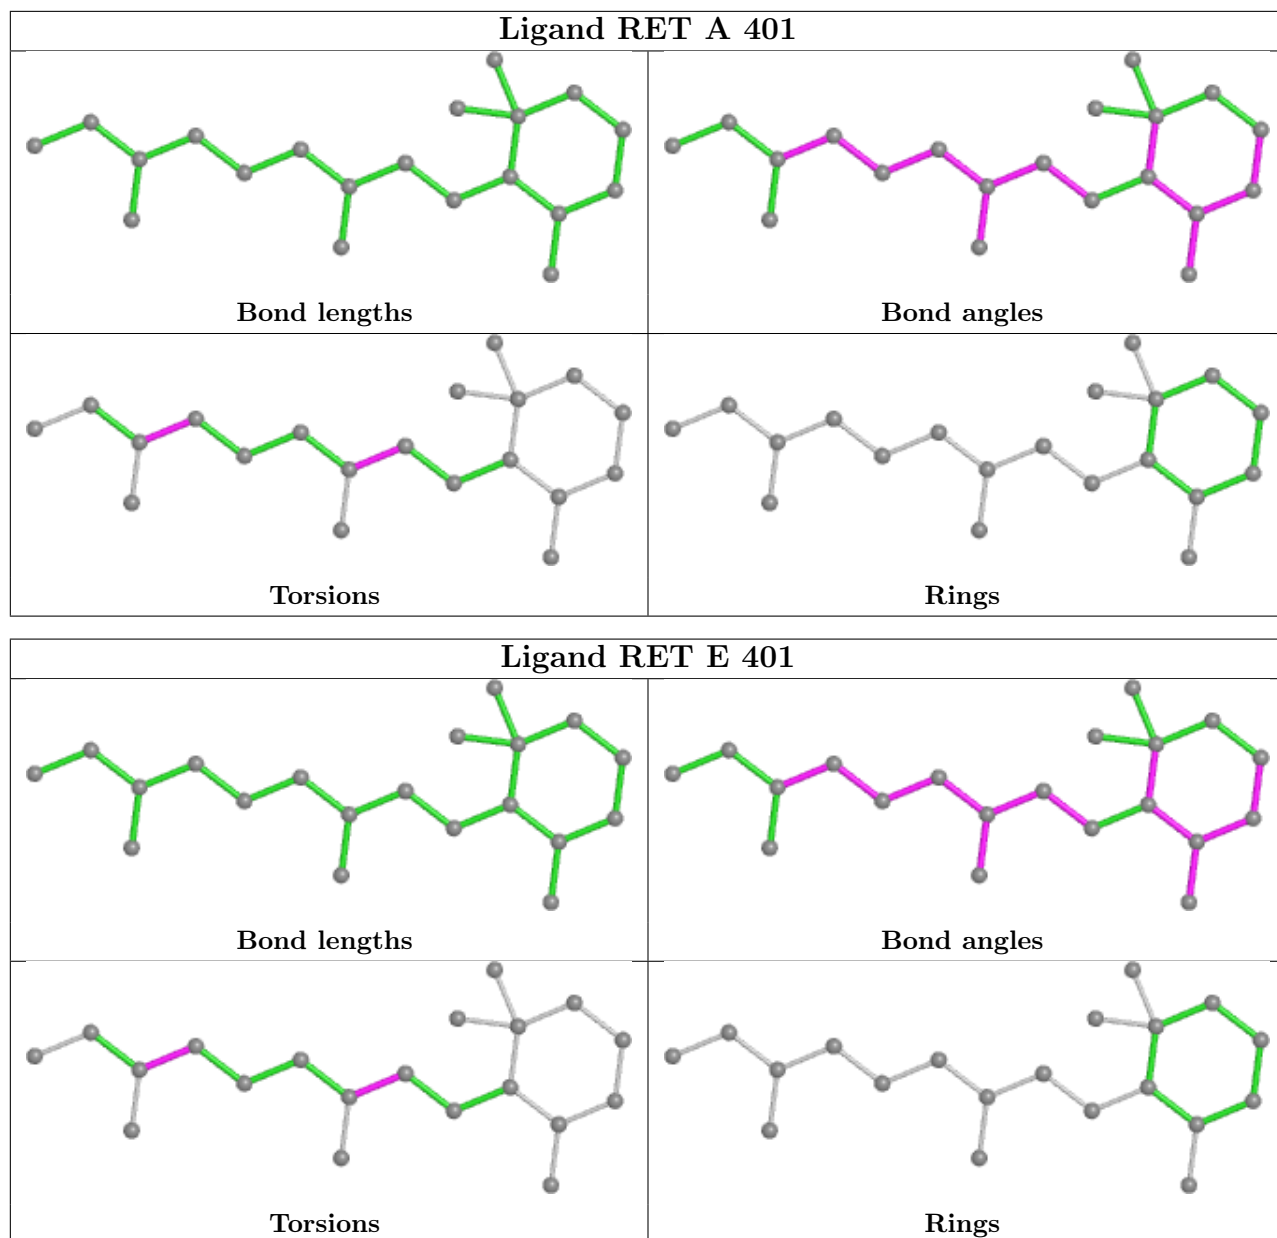 Ligand RET A 401
Bond lengths
Bond angles
Torsions
Rings
Ligand RET E 401
Bond lengths
Bond angles
Torsions
Rings